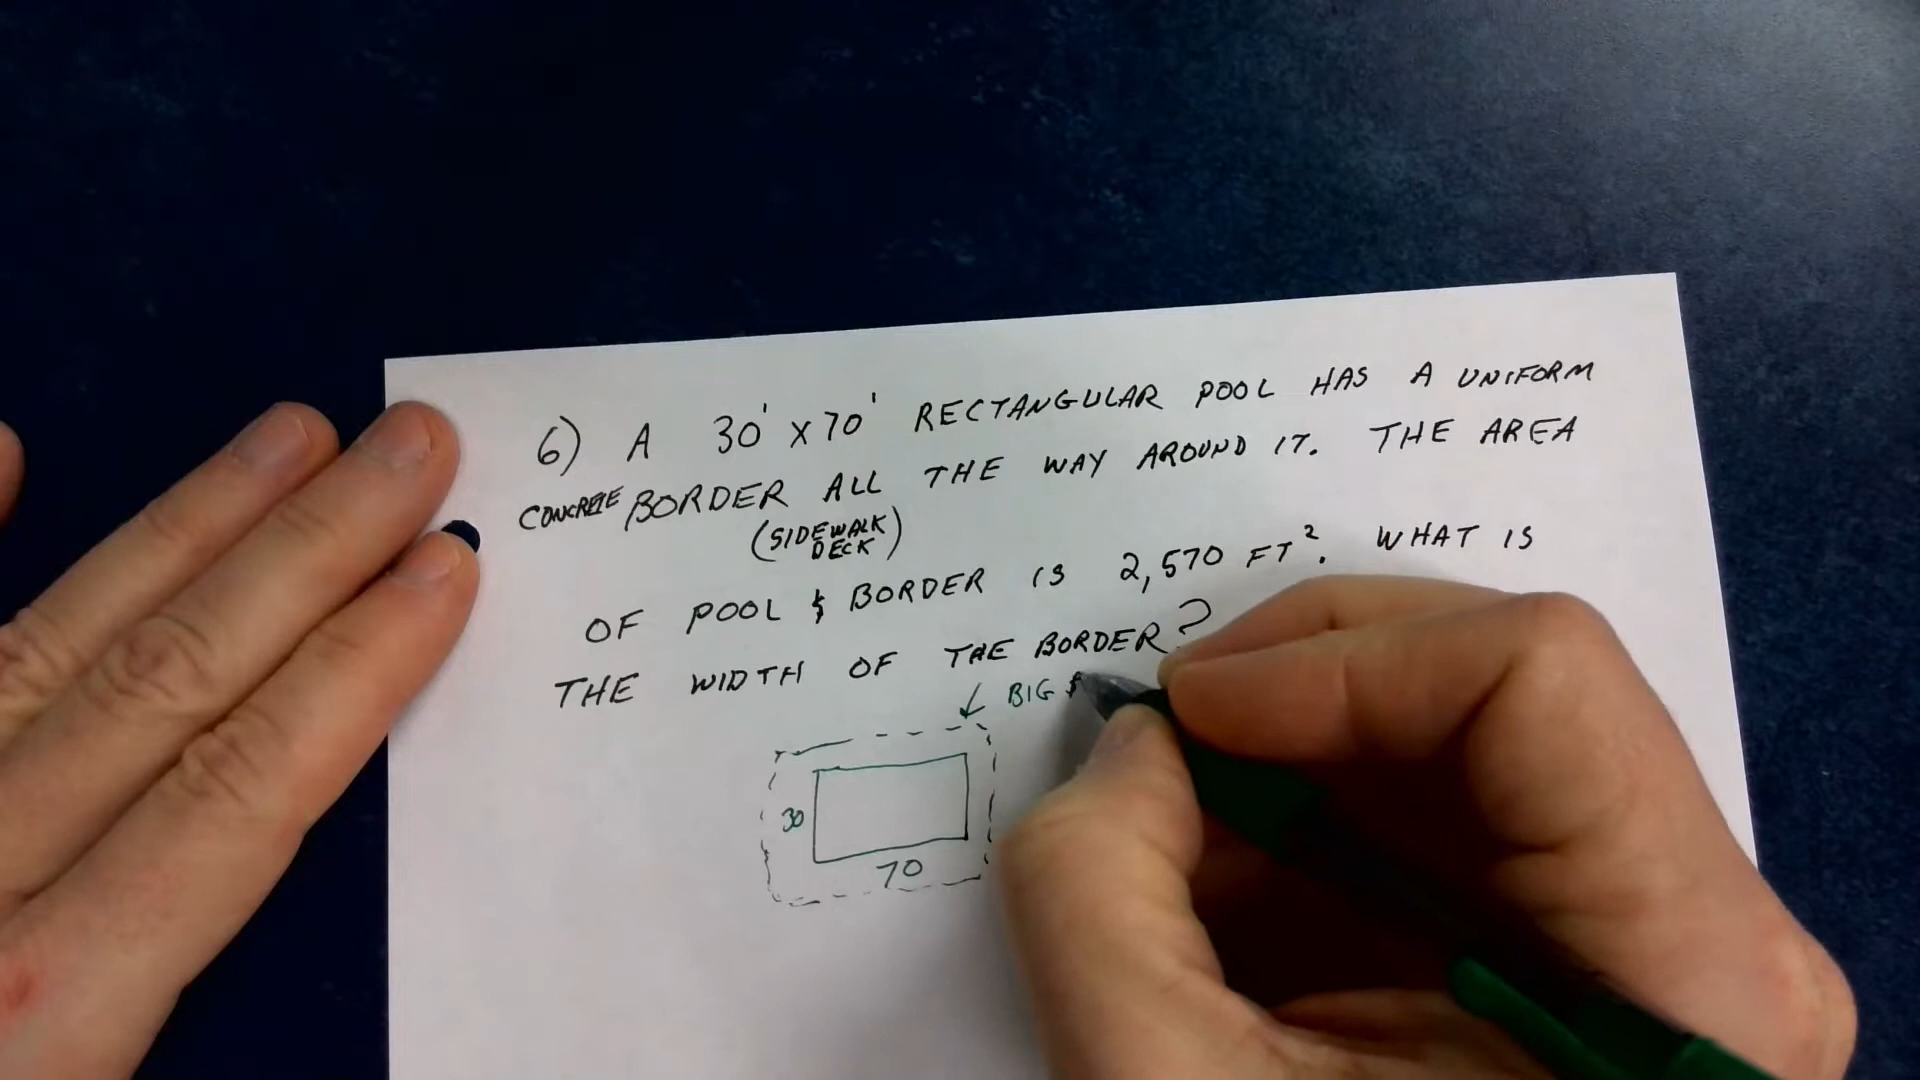 6) A 30' x 70' RECTANGULAR POOL HAS A UNIFORM
CONCRETE BORDER ALL THE WAY AROUND IT. THE AREA
(SIDEWALK
DECK)
OF POOL & BORDER IS 2,570 FT². WHAT IS
THE WIDTH OF THE BORDER?
BIG
30
70